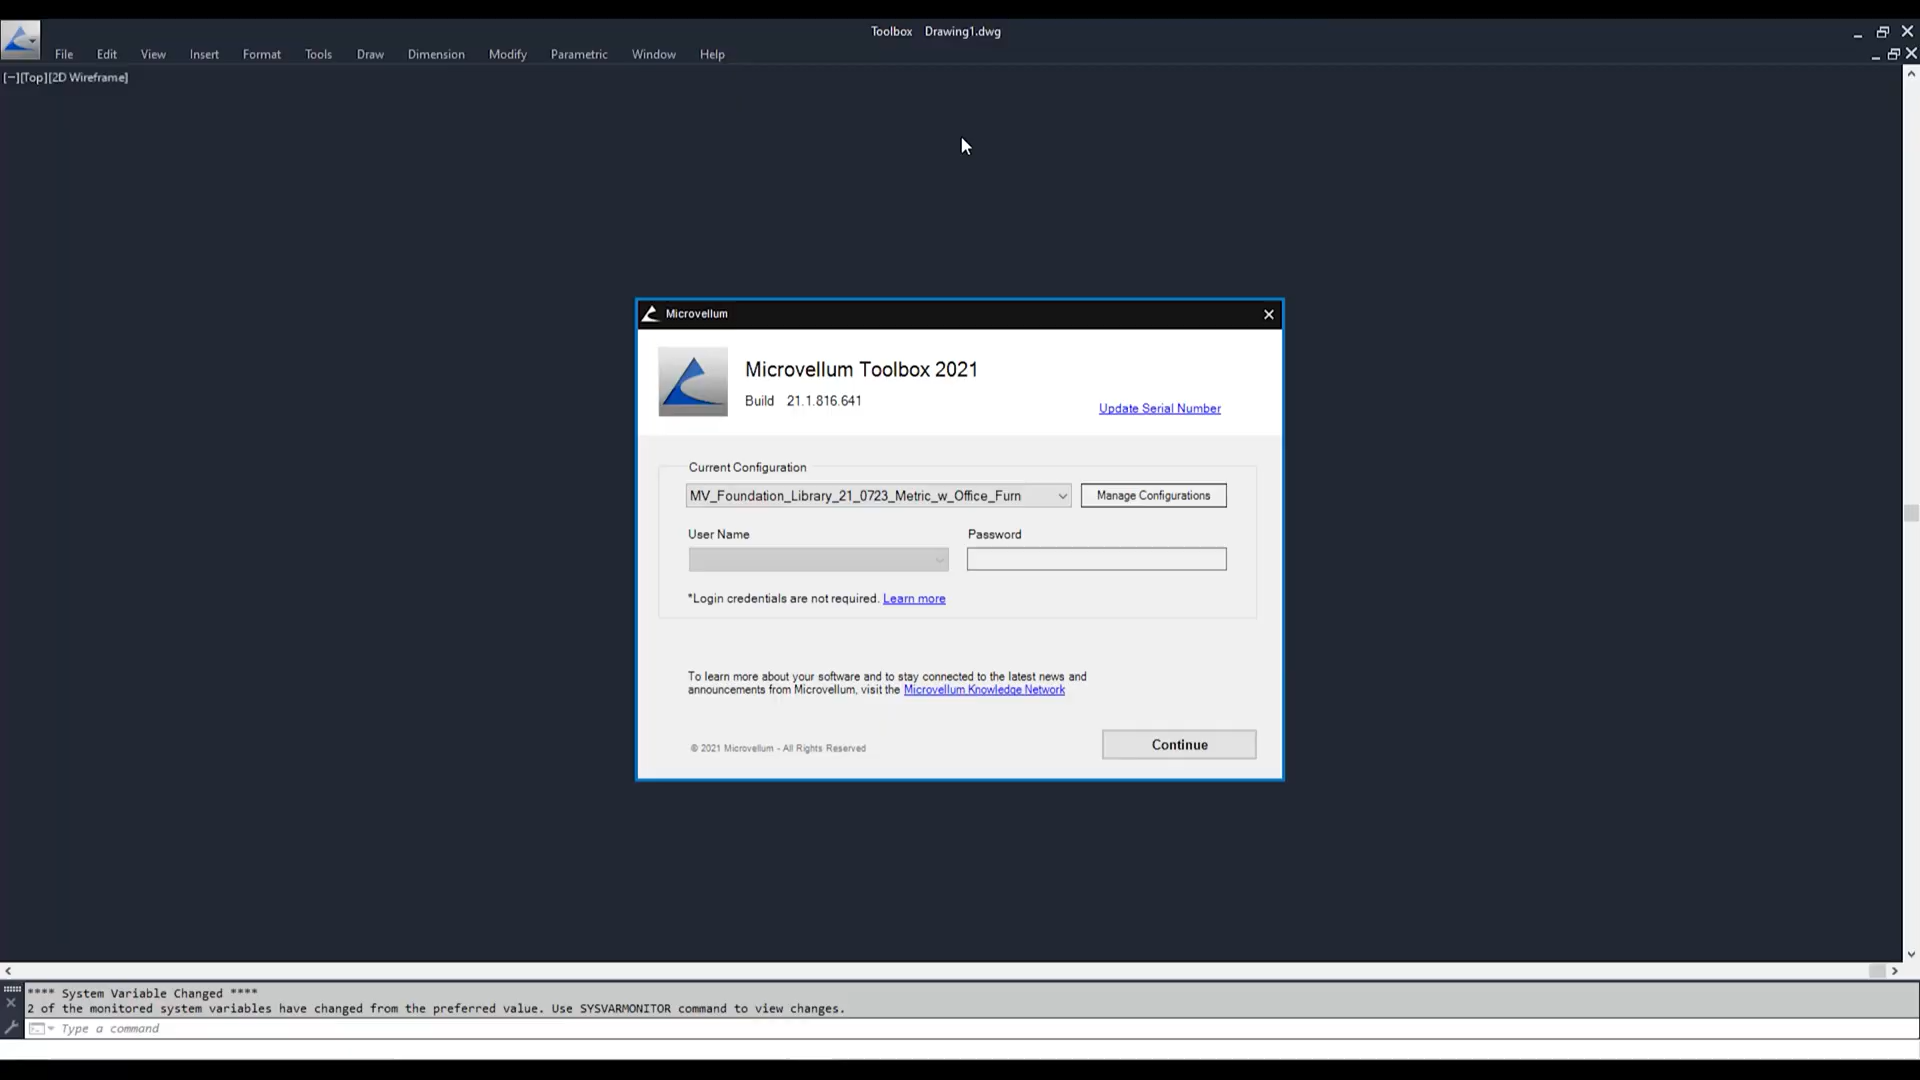 Toolbox Drawing1.dwg
File Edit View Insert Format Tools Draw Dimension Modify Parametric Window Help
[−][Top][2D Wireframe]
Microvellum
Microvellum Toolbox 2021
Build 21.1.816.641
Update Serial Number
Current Configuration
MV_Foundation_Library_21_0723_Metric_w_Office_Furn
Manage Configurations
User Name Password
*Login credentials are not required. Learn more
To learn more about your software and to stay connected to the latest news and
announcements from Microvellum, visit the Microvellum Knowledge Network
© 2021 Microvellum - All Rights Reserved
Continue
**** System Variable Changed ****
2 of the monitored system variables have changed from the preferred value. Use SYSVARMONITOR command to view changes.
Type a command